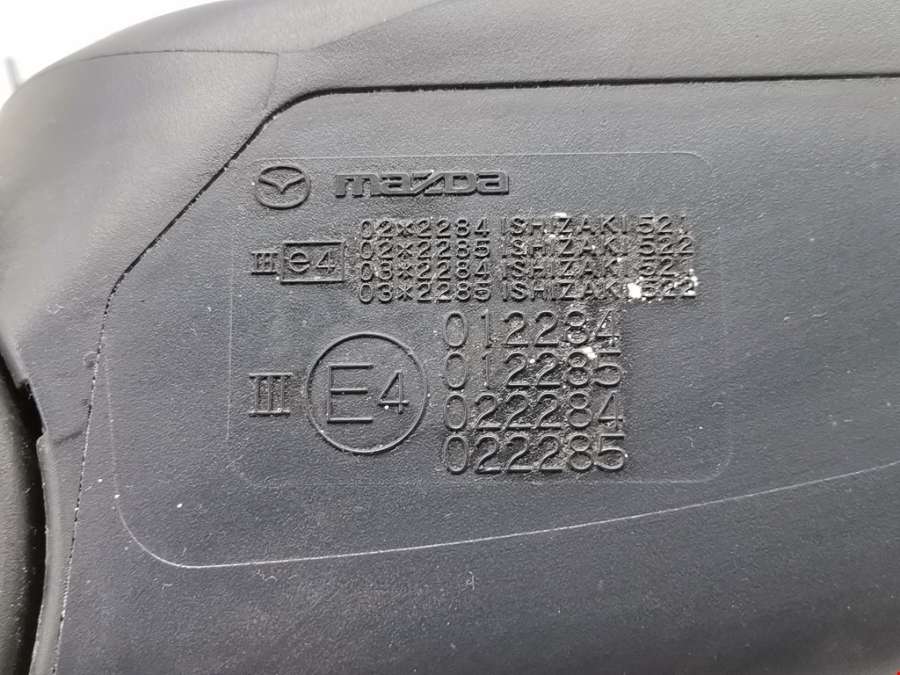 mazda
02*2284 ISHIZAKI 521
02*2285 ISHIZAKI 522
III e4
03*2284 ISHIZAKI 521
03*2285 ISHIZAKI 522
012284
012285
III E4
022284
022285